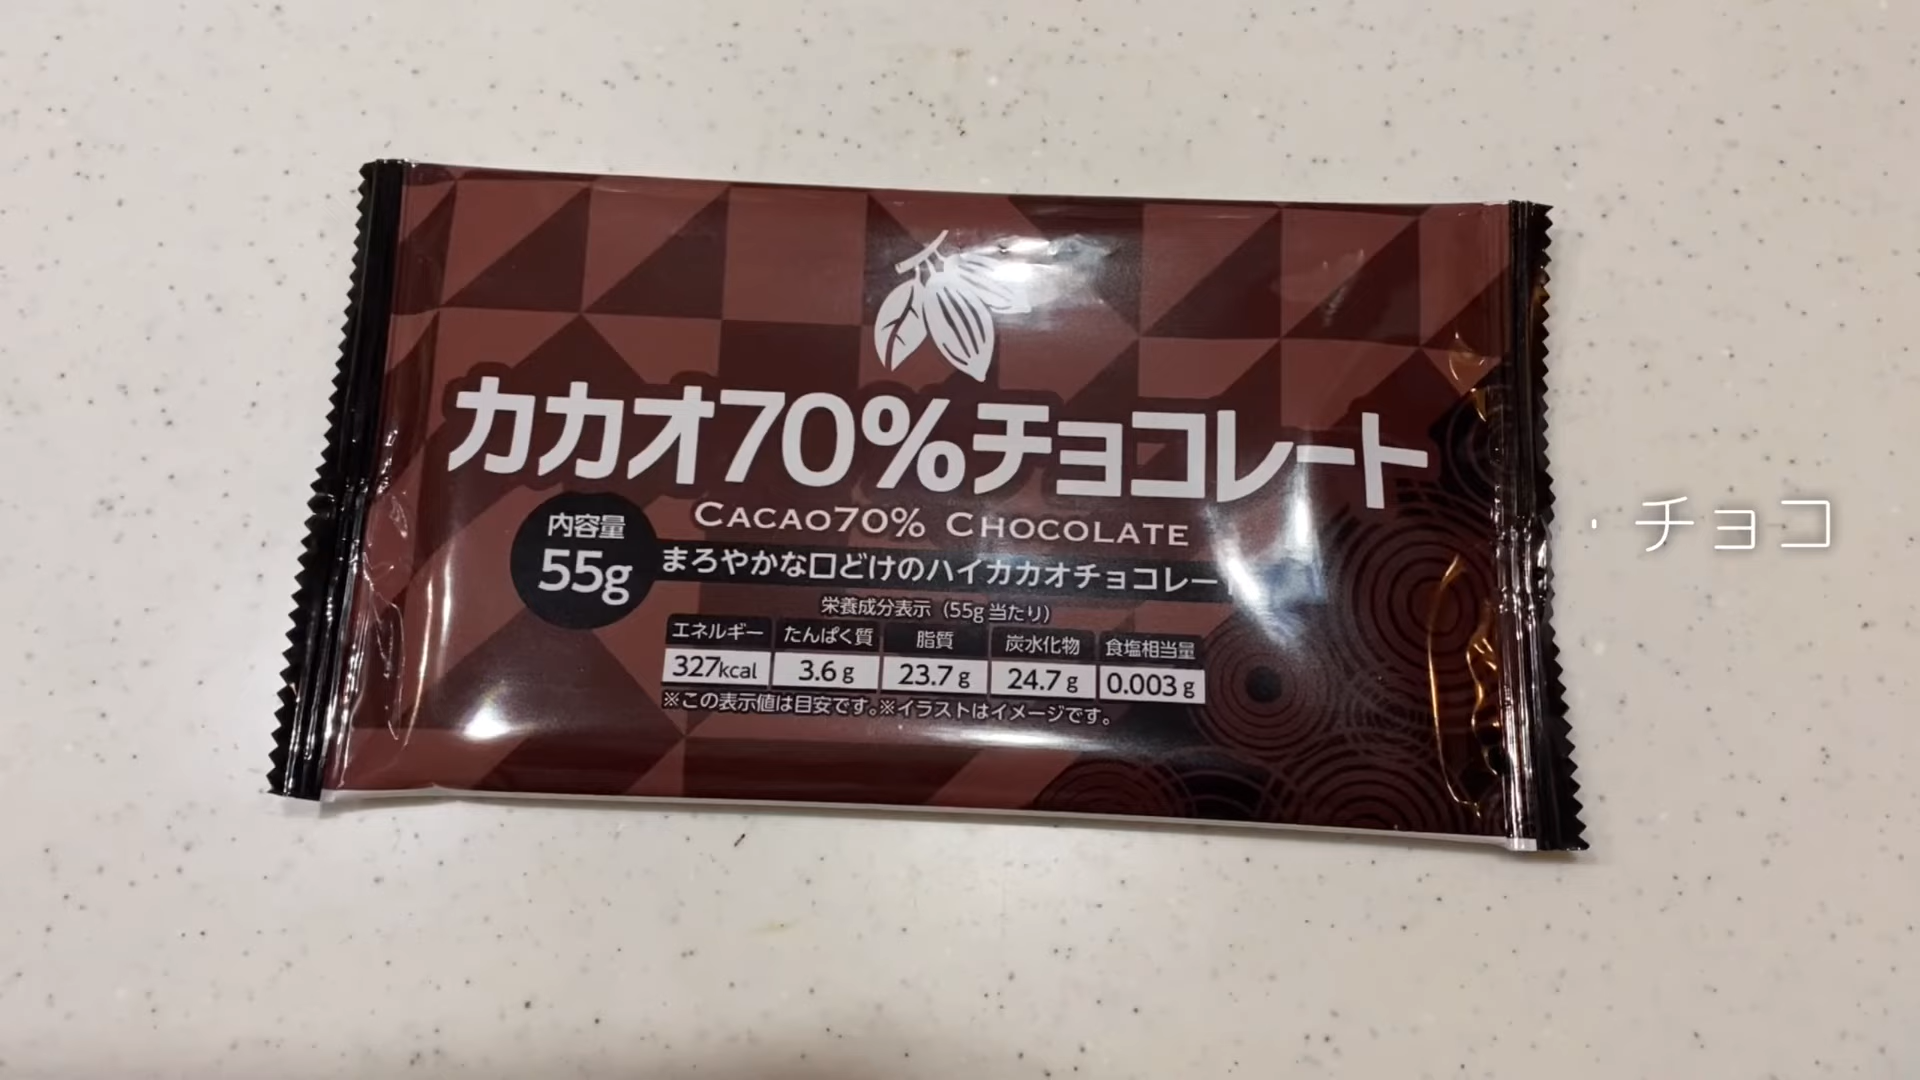 カカオ70%チョコレート
CACAO70% CHOCOLATE
内容量
55g
まろやかな口どけのハイカカオチョコレート
栄養成分表示（55g当たり）
エネルギー たんぱく質 脂質 炭水化物 食塩相当量
327kcal 3.6g 23.7g 24.7g 0.003g
※この表示値は目安です。※イラストはイメージです。
・チョコ